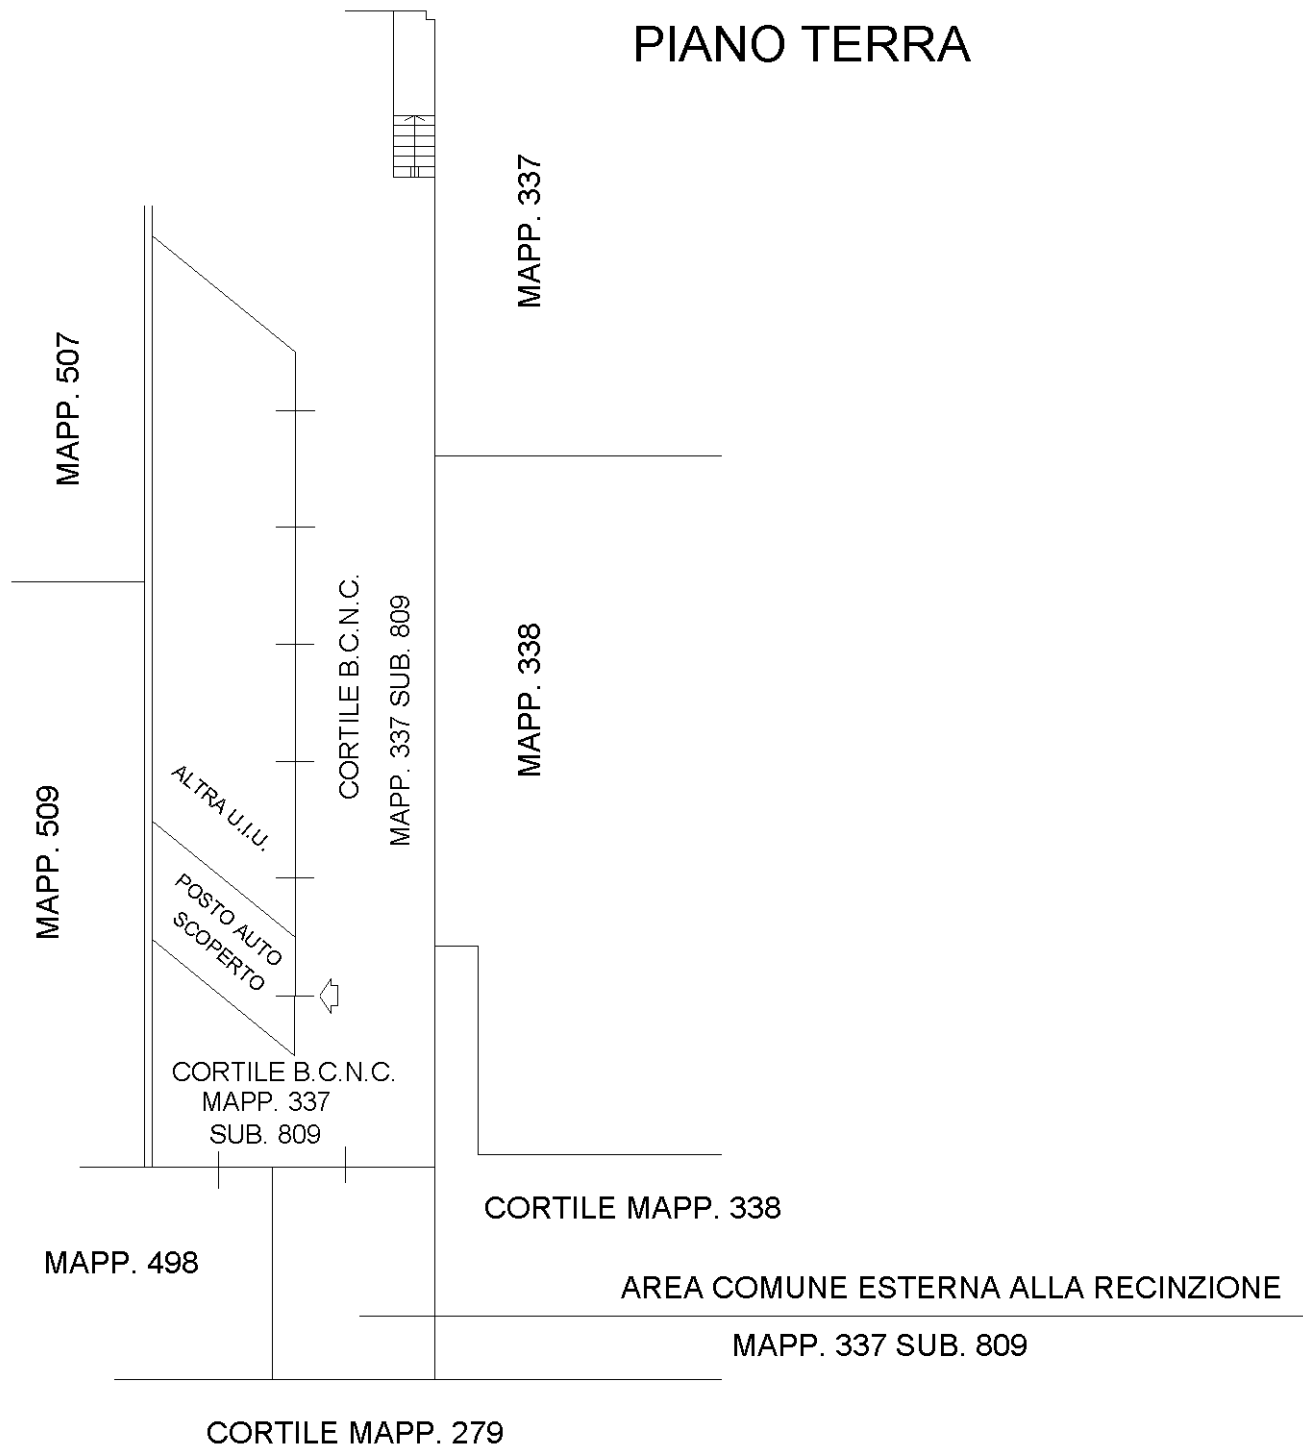 PIANO TERRA
MAPP. 337
MAPP. 507
CORTILE B.C.N.C.
MAPP. 337 SUB. 809
MAPP. 338
MAPP. 509
ALTRA U.I.U.
POSTO AUTO
SCOPERTO
CORTILE B.C.N.C.
MAPP. 337
SUB. 809
CORTILE MAPP. 338
MAPP. 498
AREA COMUNE ESTERNA ALLA RECINZIONE
MAPP. 337 SUB. 809
CORTILE MAPP. 279